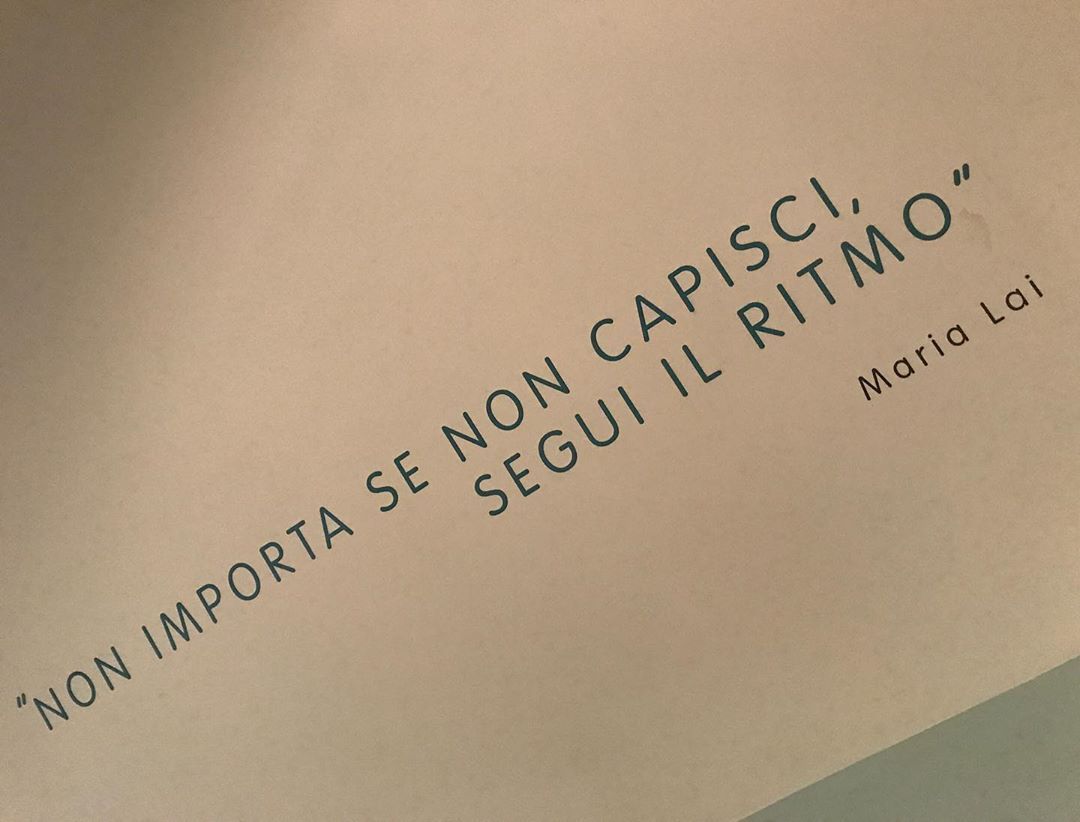 "NON IMPORTA SE NON CAPISCI,
SEGUI IL RITMO"
Maria Lai